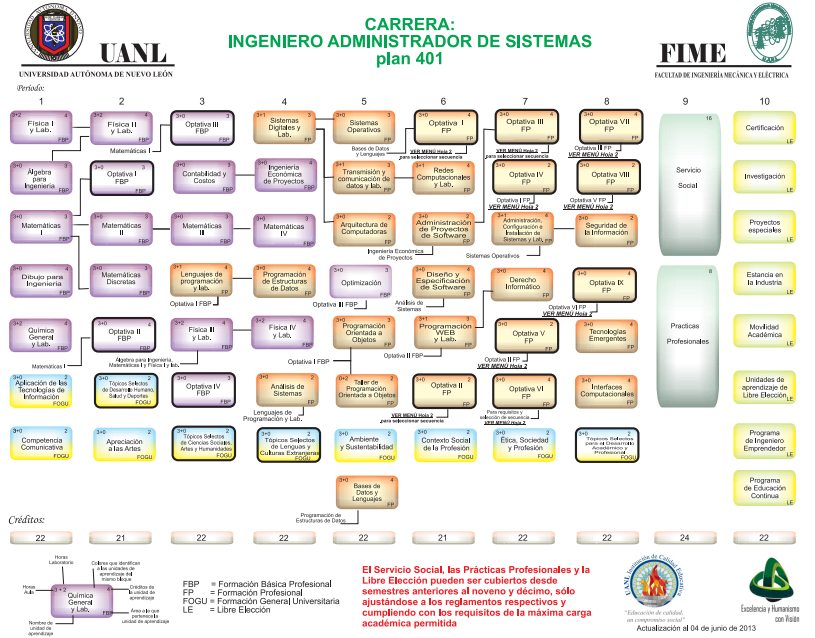 CARRERA:
INGENIERO ADMINISTRADOR DE SISTEMAS
plan 401
UANL
UNIVERSIDAD AUTÓNOMA DE NUEVO LEÓN
FIME
FACULTAD DE INGENIERÍA MECÁNICA Y ELÉCTRICA
Período:
1 2 3 4 5 6 7 8 9 10
3+2 4
Física I
y Lab.
FBP
3+2 4
Física II
y Lab.
FBP
Matemáticas I
3+0 3
Optativa III
FBP
3+1 4
Sistemas
Digitales y
Lab.
FP
3+0 3
Sistemas
Operativos
FP
Bases de Datos
y Lenguajes
3+0 4
Optativa I
FP
VER MENÚ Hoja 2
para seleccionar secuencia
3+0 4
Optativa III
FP
VER MENÚ Hoja 2
para seleccionar secuencia
3+0 4
Optativa VII
FP
Optativa III FP
VER MENÚ Hoja 2
16
Servicio
Social
Certificación
LE
3+0 3
Álgebra
para
Ingeniería
FBP
3+0 3
Optativa I
FBP
3+0 3
Contabilidad y
Costos
FBP
3+0 4
Ingeniería
Económica
de Proyectos
FBP
3+1 4
Transmisión y
comunicación de
datos y lab.
FP
3+1 4
Redes
Computacionales
y Lab.
FP
3+0 4
Optativa IV
FP
Optativa I FP
VER MENÚ Hoja 2
3+0 4
Optativa VIII
FP
Optativa V FP
VER MENÚ Hoja 2
Investigación
LE
3+0 3
Matemáticas
I
FBP
3+0 3
Matemáticas
II
FBP
3+0 3
Matemáticas
III
FBP
3+0 3
Matemáticas
IV
FBP
3+0 2
Arquitectura de
Computadoras
FP
Ingeniería Económica
de Proyectos
3+0 4
Administración
de Proyectos
de Software
FP
3+1 4
Administración,
Configuración e
Instalación de
Sistemas y Lab.
FP
Sistemas Operativos
3+0 2
Seguridad de
la Información
FP
Proyectos
especiales
LE
3+0 2
Dibujo para
Ingeniería
FBP
3+0 3
Matemáticas
Discretas
FBP
3+1 4
Lenguajes de
programación
y lab.
FP
Optativa I FBP
3+0 4
Programación
de Estructuras
de Datos
FP
3+0 3
Optimización
FBP
Optativa III FBP
3+0 4
Diseño y
Especificación
de Software
FP
Análisis de
Sistemas
3+0 4
Derecho
Informático
FP
3+0 4
Optativa IX
FP
Optativa VI FP
VER MENÚ Hoja 2
8
Practicas
Profesionales
Estancia en
la Industria
LE
3+2 4
Química
General
y Lab.
FBP
Matemáticas I
3+0 4
Optativa II
FBP
Álgebra para Ingeniería,
Matemáticas I y Física I y lab.
3+2 4
Física III
y Lab.
FBP
3+2 4
Física IV
y Lab.
FBP
Optativa I FBP
3+0 4
Programación
Orientada a
Objetos
FP
3+1 3
Programación
WEB
y Lab.
FP
Optativa II FBP
3+0 2
Optativa V
FP
Optativa II FP
VER MENÚ Hoja 2
3+0 4
Tecnologías
Emergentes
FP
Movilidad
Académica
LE
3+0 2
Aplicación de las
Tecnologías de
Información
FOGU
3+0 2
Tópicos Selectos
de Desarrollo Humano,
Salud y Deportes
FOGU
3+0 3
Optativa IV
FBP
3+0 4
Análisis de
Sistemas
FP
Lenguajes de
Programación y Lab.
0+2 2
Taller de
Programación
Orientada a Objetos
FP
3+0 2
Optativa II
FP
VER MENÚ Hoja 2
para seleccionar secuencia
3+0 4
Optativa VI
FP
Para requisitos y
selección de secuencia
VER MENÚ Hoja 2
3+0 4
Interfaces
Computacionales
FP
Unidades de
aprendizaje de
Libre Elección
LE
3+0 2
Competencia
Comunicativa
FOGU
3+0 2
Apreciación
a las Artes
FOGU
3+0 2
Tópicos Selectos
de Ciencias Sociales,
Artes y Humanidades
FOGU
3+0 2
Tópicos Selectos
de Lenguas y
Culturas Extranjeras
FOGU
3+0 2
Ambiente
y Sustentabilidad
FOGU
3+0 2
Contexto Social
de la Profesión
FOGU
3+0 2
Ética, Sociedad
y Profesión
FOGU
3+0 2
Tópicos Selectos
para el Desarrollo
Académico y
Profesional
FOGU
Programa
de Ingeniero
Emprendedor
LE
3+0 4
Bases de
Datos y
Lenguajes
FP
Programación de
Estructuras de Datos
Programa
de Educación
Continua
LE
Créditos:
22 21 22 22 22 21 22 22 24 22
Horas
Laboratorio
Colores que identifican
a las unidades de
aprendizaje del
mismo bloque
Horas
Aula
3 + 2 4
Química
General
y Lab.
FBP
Créditos de
la unidad de
aprendizaje
Área a la que
pertenece la
unidad de
aprendizaje
Nombre de
unidad de
aprendizaje
FBP = Formación Básica Profesional
FP = Formación Profesional
FOGU = Formación General Universitaria
LE = Libre Elección
El Servicio Social, las Prácticas Profesionales y la
Libre Elección pueden ser cubiertos desde
semestres anteriores al noveno y décimo, sólo
ajustándose a los reglamentos respectivos y
cumpliendo con los requisitos de la máxima carga
académica permitida
UANL, Institución de Calidad Educativa
"Educación de calidad,
un compromiso social"
Excelencia y Humanismo
con Visión
Actualización al 04 de junio de 2013